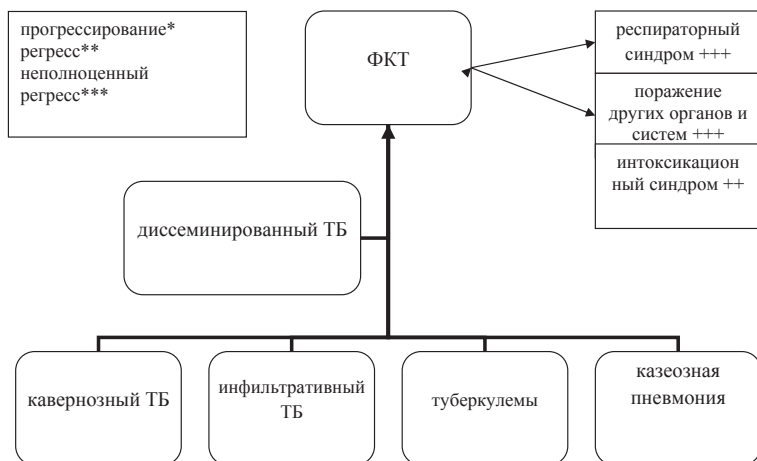 прогрессирование*
регресс**
неполноценный
регресс***
ФКТ
респираторный
синдром +++
поражение
других органов и
систем +++
интоксикацион
ный синдром ++
диссеминированный ТБ
кавернозный ТБ
инфильтративный
ТБ
туберкулемы
казеозная
пневмония